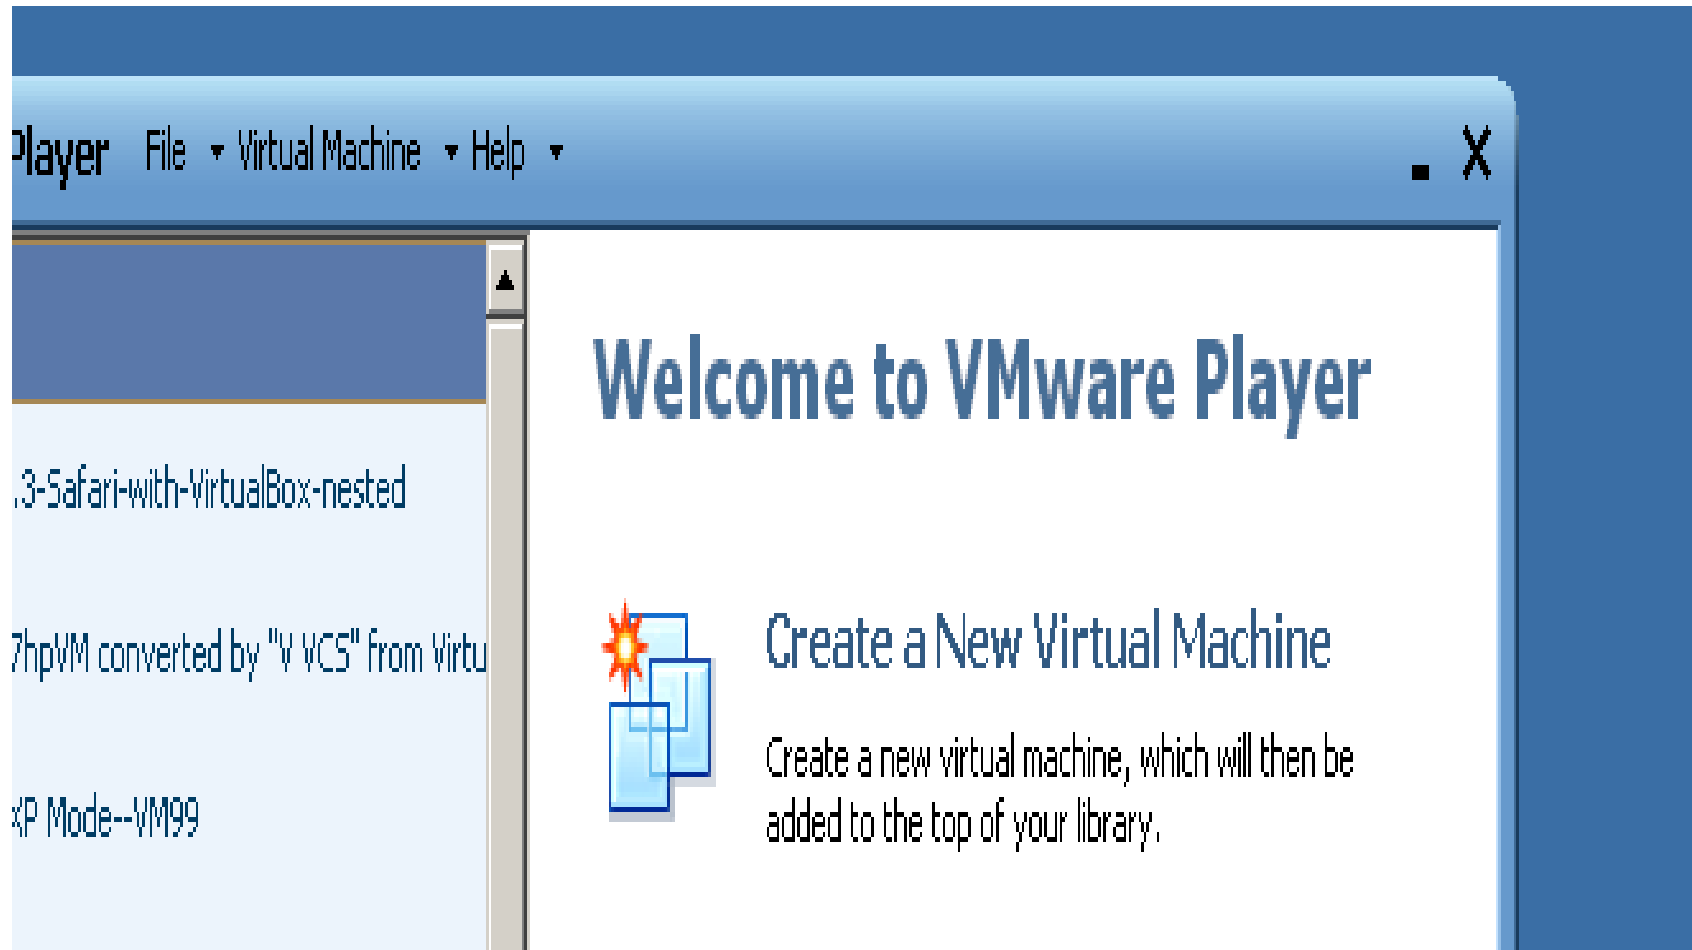 Player File Virtual Machine Help
Welcome to VMware Player
.3-Safari-with-VirtualBox-nested
7hpVM converted by "V VCS" from Virtu
XP Mode--VM99
Create a New Virtual Machine
Create a new virtual machine, which will then be
added to the top of your library.